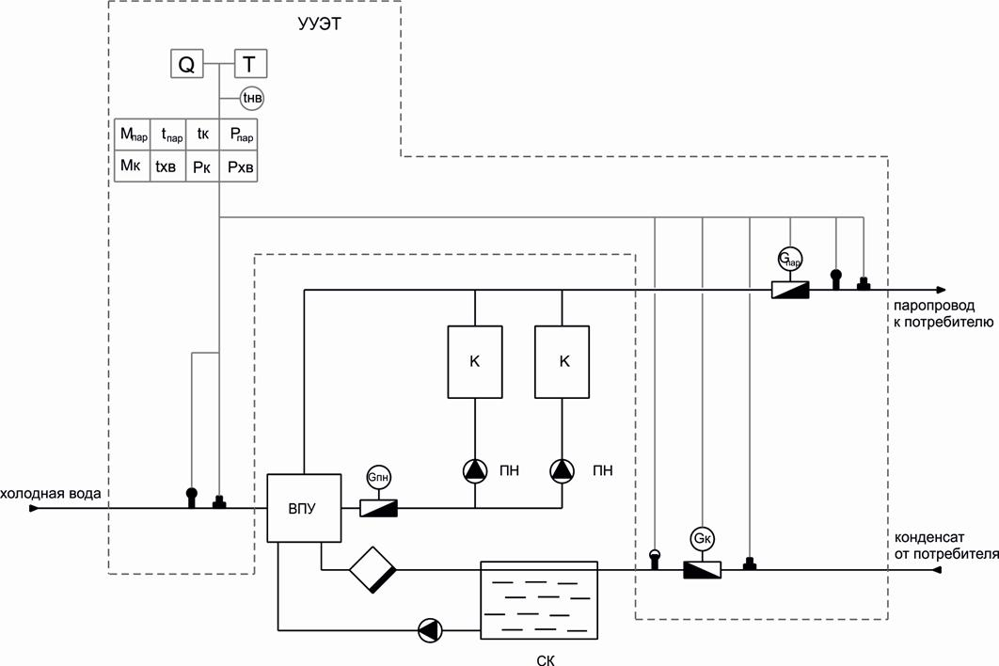 УУЭТ
Q T
tнв
Mпар tпар tк Pпар
Mк tхв Pк Pхв
Gпар
паропровод
к потребителю
К К
ПН ПН
Gпн
холодная вода
ВПУ
Gк
конденсат
от потребителя
СК